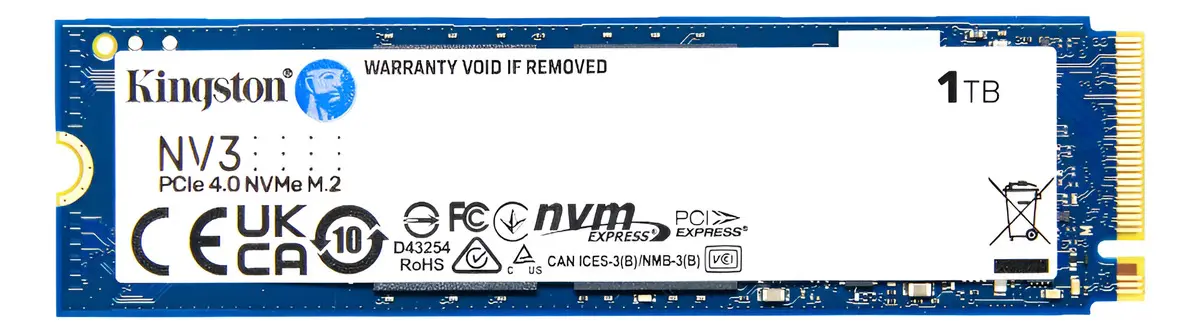 Kingston®
WARRANTY VOID IF REMOVED
1TB
NV3
PCIe 4.0 NVMe M.2
CE UK CA 10
D43254
RoHS
FC
nvm EXPRESS®
PCI EXPRESS®
C US
CAN ICES-3(B)/NMB-3(B)
VCI
M